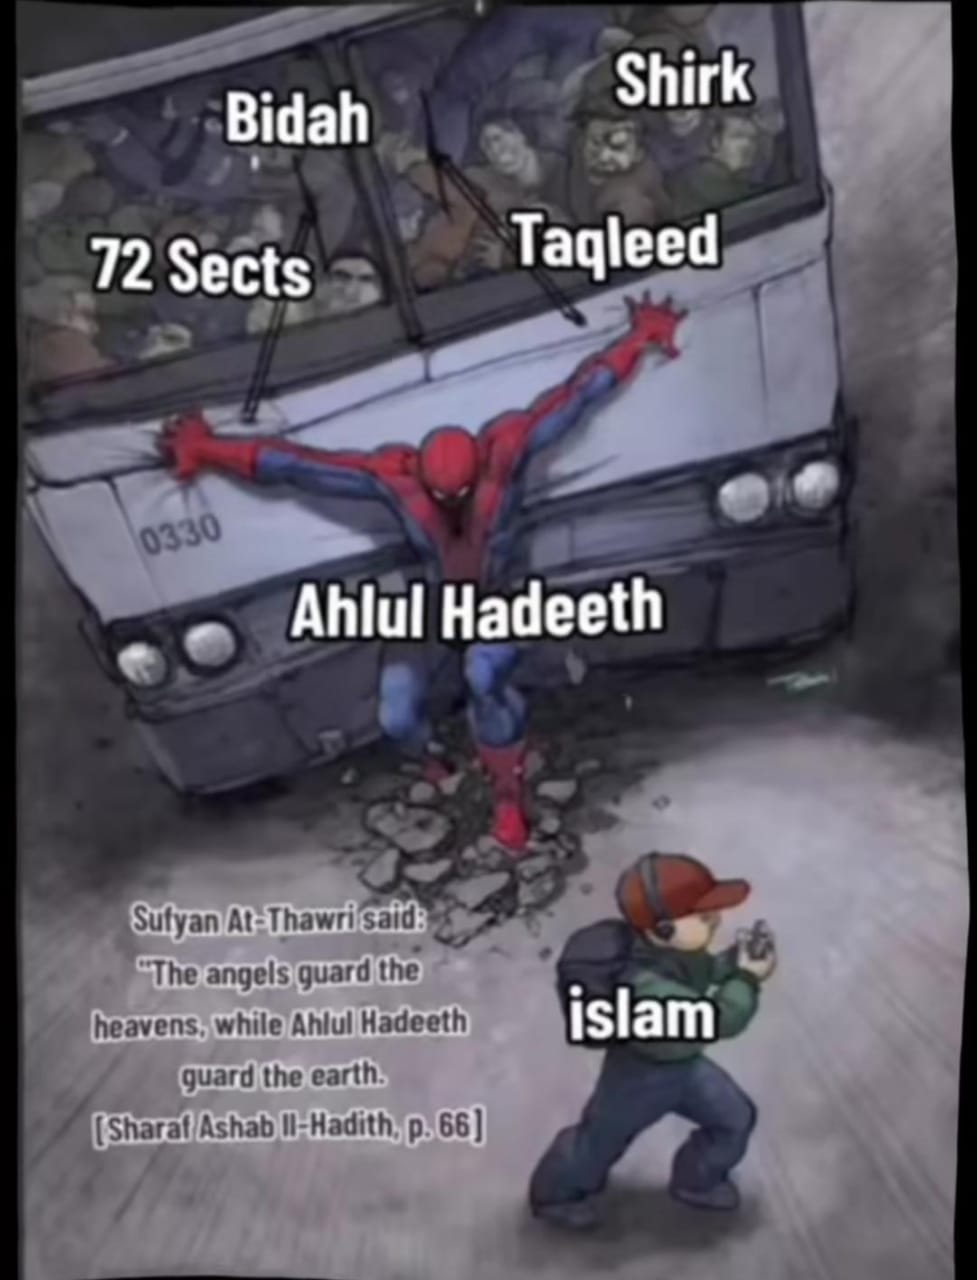 Shirk
Bidah
Taqleed
72 Sects
0330
Ahlul Hadeeth
Sufyan At-Thawri said:
"The angels guard the
heavens, while Ahlul Hadeeth
guard the earth.
[Sharaf Ashab Il-Hadith, p. 66]
islam